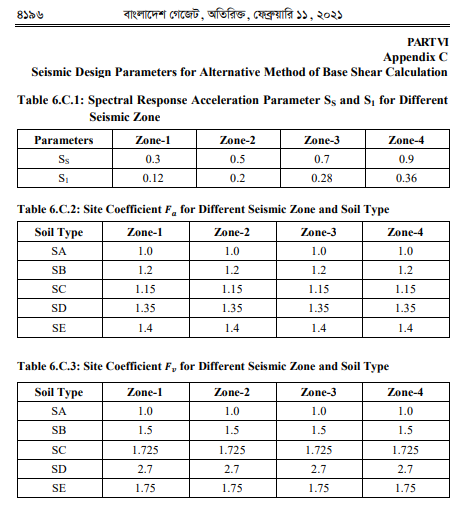 ৪১৯৬ বাংলাদেশ গেজেট, অতিরিক্ত, ফেব্রুয়ারি ১১, ২০২১
PART VI
Appendix C
Seismic Design Parameters for Alternative Method of Base Shear Calculation
Table 6.C.1: Spectral Response Acceleration Parameter SS and S1 for Different
Seismic Zone
Parameters Zone-1 Zone-2 Zone-3 Zone-4
SS 0.3 0.5 0.7 0.9
S1 0.12 0.2 0.28 0.36
Table 6.C.2: Site Coefficient Fa for Different Seismic Zone and Soil Type
Soil Type Zone-1 Zone-2 Zone-3 Zone-4
SA 1.0 1.0 1.0 1.0
SB 1.2 1.2 1.2 1.2
SC 1.15 1.15 1.15 1.15
SD 1.35 1.35 1.35 1.35
SE 1.4 1.4 1.4 1.4
Table 6.C.3: Site Coefficient Fv for Different Seismic Zone and Soil Type
Soil Type Zone-1 Zone-2 Zone-3 Zone-4
SA 1.0 1.0 1.0 1.0
SB 1.5 1.5 1.5 1.5
SC 1.725 1.725 1.725 1.725
SD 2.7 2.7 2.7 2.7
SE 1.75 1.75 1.75 1.75